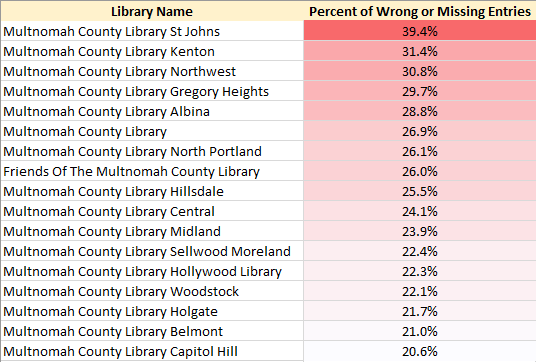 Library Name Percent of Wrong or Missing Entries
Multnomah County Library St Johns 39.4%
Multnomah County Library Kenton 31.4%
Multnomah County Library Northwest 30.8%
Multnomah County Library Gregory Heights 29.7%
Multnomah County Library Albina 28.8%
Multnomah County Library 26.9%
Multnomah County Library North Portland 26.1%
Friends Of The Multnomah County Library 26.0%
Multnomah County Library Hillsdale 25.5%
Multnomah County Library Central 24.1%
Multnomah County Library Midland 23.9%
Multnomah County Library Sellwood Moreland 22.4%
Multnomah County Library Hollywood Library 22.3%
Multnomah County Library Woodstock 22.1%
Multnomah County Library Holgate 21.7%
Multnomah County Library Belmont 21.0%
Multnomah County Library Capitol Hill 20.6%